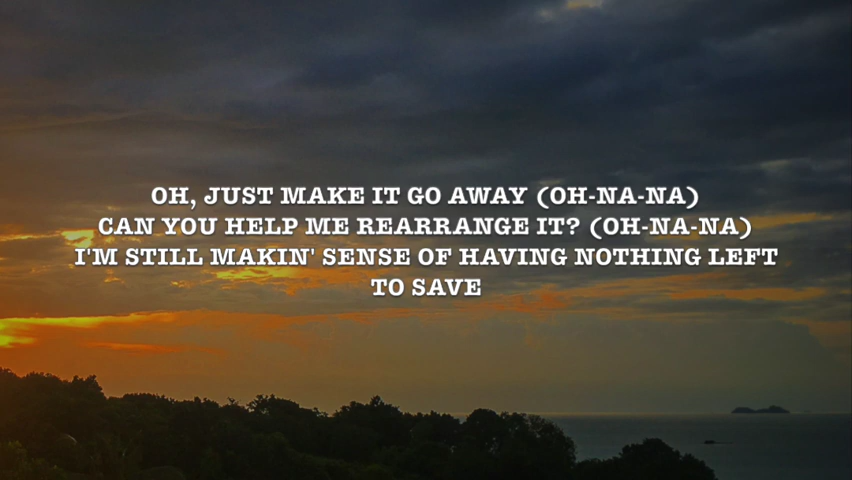 OH, JUST MAKE IT GO AWAY (OH-NA-NA)
CAN YOU HELP ME REARRANGE IT? (OH-NA-NA)
I'M STILL MAKIN' SENSE OF HAVING NOTHING LEFT
TO SAVE